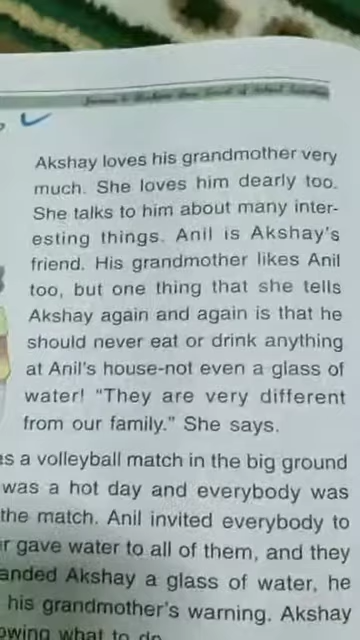 Akshay loves his grandmother very
much. She loves him dearly too.
She talks to him about many inter-
esting things. Anil is Akshay's
friend. His grandmother likes Anil
too, but one thing that she tells
Akshay again and again is that he
should never eat or drink anything
at Anil's house-not even a glass of
water! "They are very different
from our family." She says.
a volleyball match in the big ground
was a hot day and everybody was
the match. Anil invited everybody to
gave water to all of them, and they
Akshay a glass of water, he
his grandmother's warning. Akshay
what to do